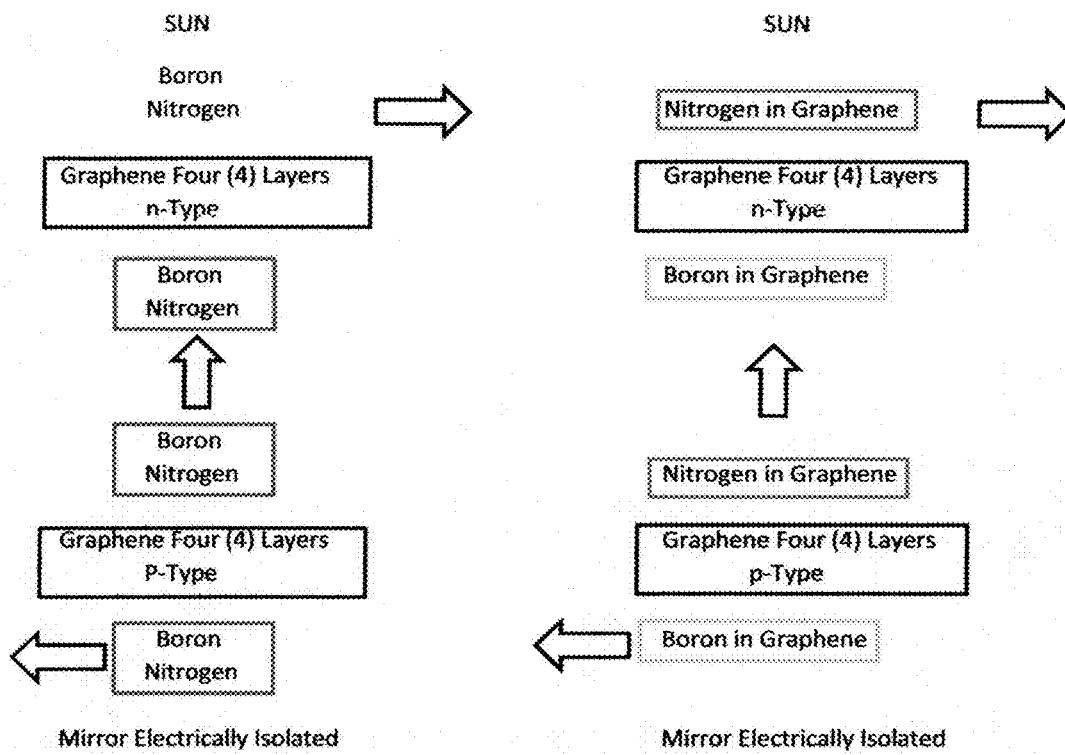 SUN
Boron
Nitrogen
Graphene Four (4) Layers
n-Type
Boron
Nitrogen
Boron
Nitrogen
Graphene Four (4) Layers
P-Type
Boron
Nitrogen
Mirror Electrically Isolated
SUN
Nitrogen in Graphene
Graphene Four (4) Layers
n-Type
Boron in Graphene
Nitrogen in Graphene
Graphene Four (4) Layers
p-Type
Boron in Graphene
Mirror Electrically Isolated